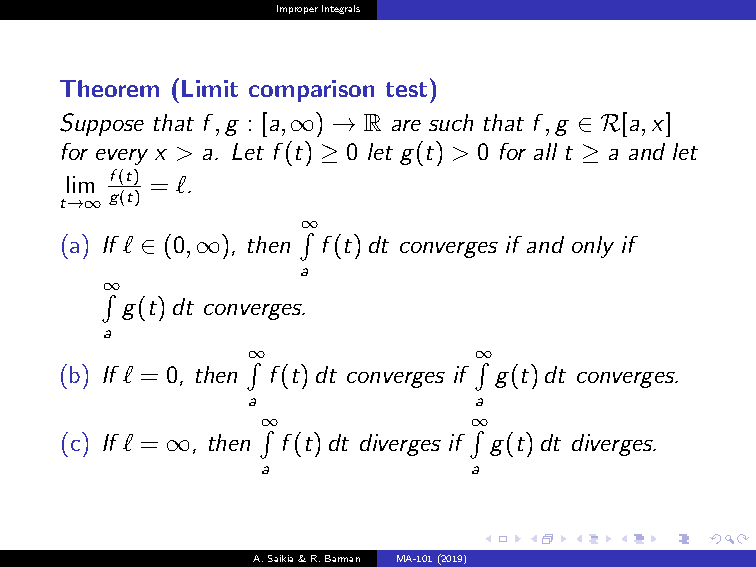 Improper Integrals
Theorem (Limit comparison test)
Suppose that f, g : [a, ∞) → ℝ are such that f, g ∈ ℛ[a, x]
for every x > a. Let f(t) ≥ 0 let g(t) > 0 for all t ≥ a and let
lim_{t→∞} f(t)/g(t) = ℓ.
(a) If ℓ ∈ (0, ∞), then ∫_a^∞ f(t) dt converges if and only if
∫_a^∞ g(t) dt converges.
(b) If ℓ = 0, then ∫_a^∞ f(t) dt converges if ∫_a^∞ g(t) dt converges.
(c) If ℓ = ∞, then ∫_a^∞ f(t) dt diverges if ∫_a^∞ g(t) dt diverges.
A. Saikia & R. Barman MA-101 (2019)